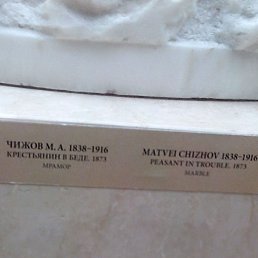 ЧИЖОВ М. А. 1838–1916
КРЕСТЬЯНИН В БЕДЕ. 1873
МРАМОР
MATVEI CHIZHOV 1838–1916
PEASANT IN TROUBLE. 1873
MARBLE